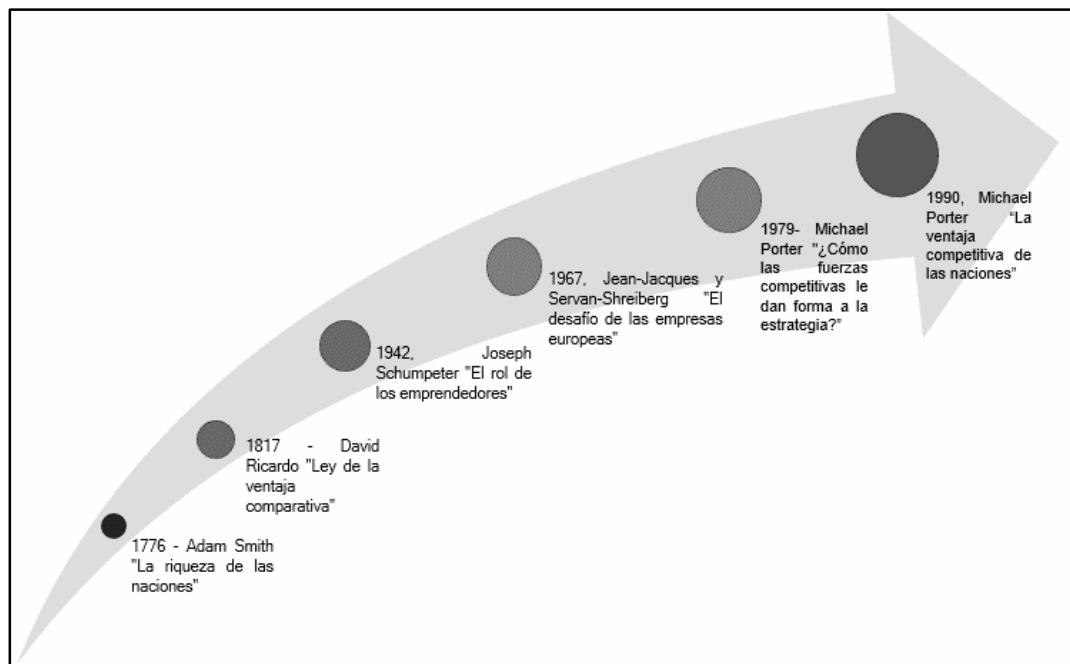 1776 - Adam Smith
"La riqueza de las
naciones"
1817 - David
Ricardo "Ley de la
ventaja
comparativa"
1942, Joseph
Schumpeter "El rol de
los emprendedores"
1967, Jean-Jacques y
Servan-Shreiberg "El
desafío de las empresas
europeas"
1979- Michael
Porter "¿Cómo
las fuerzas
competitivas le
dan forma a la
estrategia?"
1990, Michael
Porter "La
ventaja
competitiva de
las naciones"